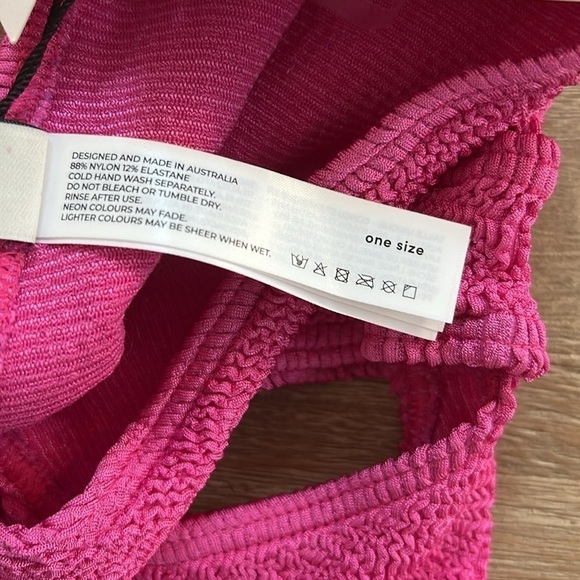 DESIGNED AND MADE IN AUSTRALIA
88% NYLON 12% ELASTANE
COLD HAND WASH SEPARATELY.
DO NOT BLEACH OR TUMBLE DRY.
RINSE AFTER USE.
NEON COLOURS MAY FADE.
LIGHTER COLOURS MAY BE SHEER WHEN WET.
one size